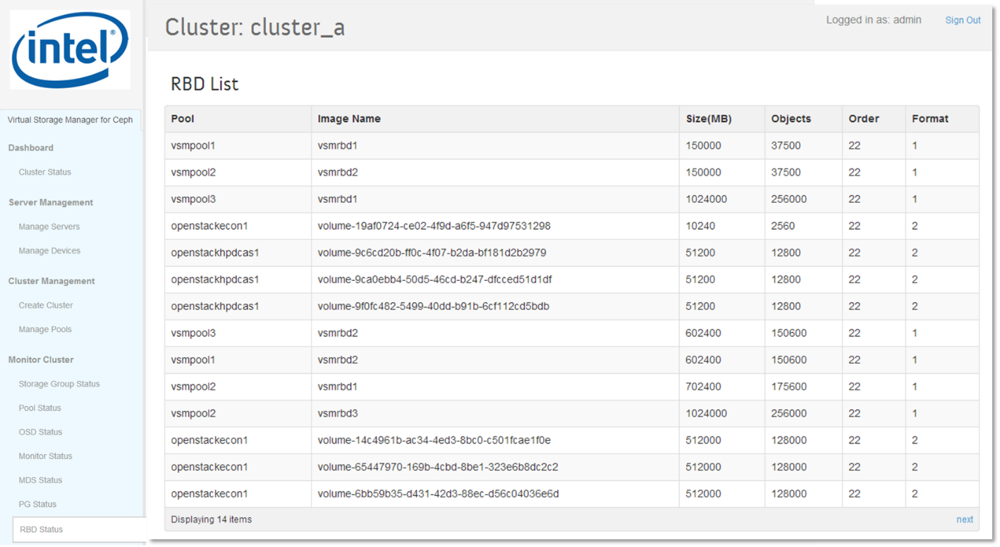 intel®
Virtual Storage Manager for Ceph
Dashboard
Cluster Status
Server Management
Manage Servers
Manage Devices
Cluster Management
Create Cluster
Manage Pools
Monitor Cluster
Storage Group Status
Pool Status
OSD Status
Monitor Status
MDS Status
PG Status
RBD Status
Cluster: cluster_a
Logged in as: admin Sign Out
RBD List
Pool Image Name Size(MB) Objects Order Format
vsmpool1 vsmrbd1 150000 37500 22 1
vsmpool2 vsmrbd2 150000 37500 22 1
vsmpool3 vsmrbd1 1024000 256000 22 1
openstackecon1 volume-19af0724-ce02-4f9d-a6f5-947d97531298 10240 2560 22 2
openstackhpdcas1 volume-9c6cd20b-ff0c-4f07-b2da-bf181d2b2979 51200 12800 22 2
openstackhpdcas1 volume-9ca0ebb4-50d5-46cd-b247-dfcced51d1df 51200 12800 22 2
openstackhpdcas1 volume-9f0fc482-5499-40dd-b91b-6cf112cd5bdb 51200 12800 22 2
vsmpool3 vsmrbd2 602400 150600 22 1
vsmpool1 vsmrbd2 602400 150600 22 1
vsmpool2 vsmrbd1 702400 175600 22 1
vsmpool2 vsmrbd3 1024000 256000 22 1
openstackecon1 volume-14c4961b-ac34-4ed3-8bc0-c501fcae1f0e 512000 128000 22 2
openstackecon1 volume-65447970-169b-4cbd-8be1-323e6b8dc2c2 512000 128000 22 2
openstackecon1 volume-6bb59b35-d431-42d3-88ec-d56c04036e6d 512000 128000 22 2
Displaying 14 items next